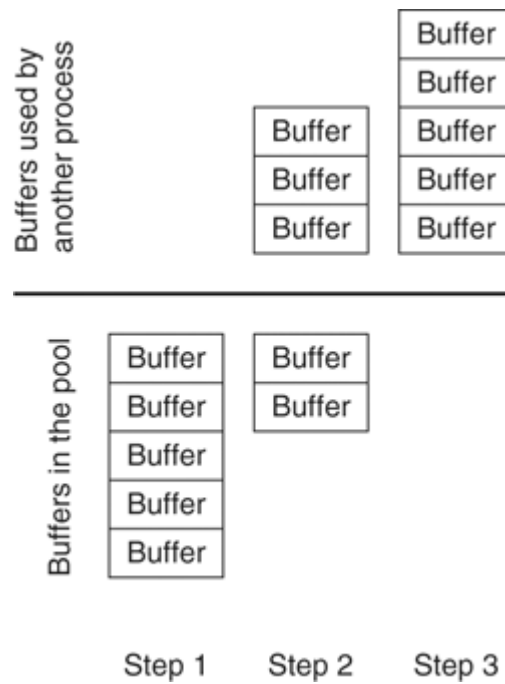 Buffers used by
another process
Buffer
Buffer
Buffer
Buffer
Buffer
Buffer
Buffer
Buffer
Buffers in the pool
Buffer
Buffer
Buffer
Buffer
Buffer
Buffer
Buffer
Step 1
Step 2
Step 3